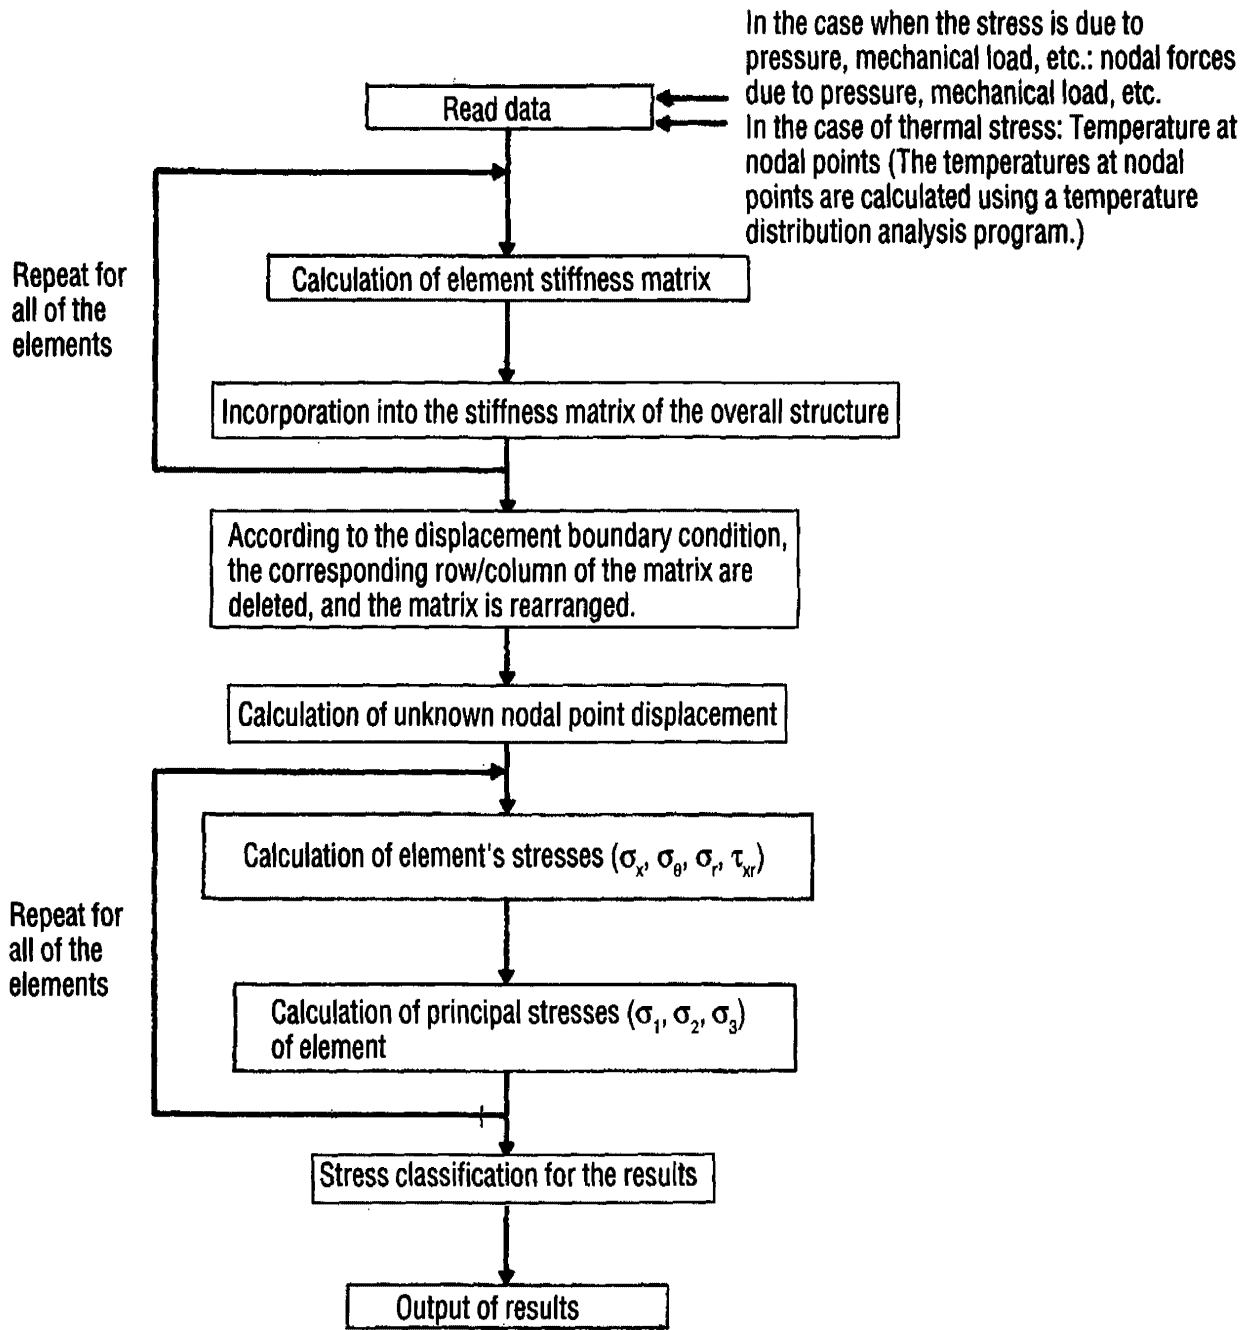 In the case when the stress is due to
pressure, mechanical load, etc.: nodal forces
due to pressure, mechanical load, etc.
In the case of thermal stress: Temperature at
nodal points (The temperatures at nodal
points are calculated using a temperature
distribution analysis program.)
Read data
Repeat for
all of the
elements
Calculation of element stiffness matrix
Incorporation into the stiffness matrix of the overall structure
According to the displacement boundary condition,
the corresponding row/column of the matrix are
deleted, and the matrix is rearranged.
Calculation of unknown nodal point displacement
Repeat for
all of the
elements
Calculation of element's stresses (σx, σθ, σr, τxr)
Calculation of principal stresses (σ1, σ2, σ3)
of element
Stress classification for the results
Output of results